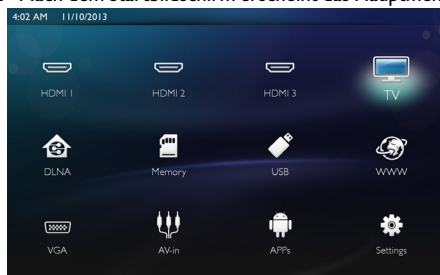 4:02 AM 11/10/2013
HDMI 1 HDMI 2 HDMI 3 TV
DLNA Memory USB WWW
VGA AV-in APPs Settings